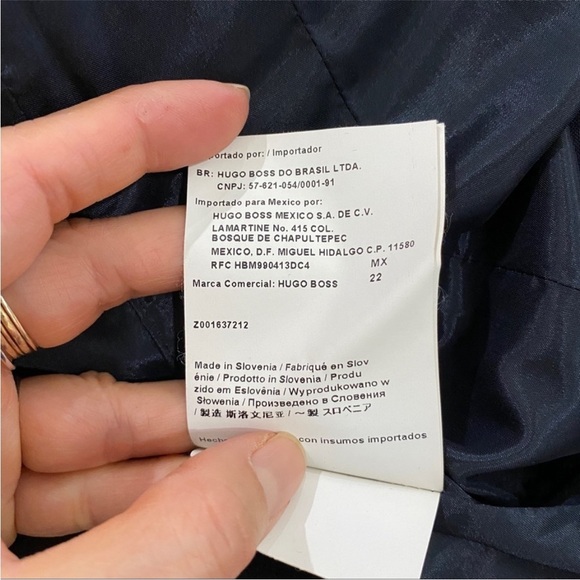 / Importador
BR: HUGO BOSS DO BRASIL LTDA.
CNPJ: 57-621-054/0001-91
Importado para Mexico por:
HUGO BOSS MEXICO S.A. DE C.V.
LAMARTINE No. 415 COL.
BOSQUE DE CHAPULTEPEC
MEXICO, D.F. MIGUEL HIDALGO C.P. 11580
RFC HBM990413DC4 MX
Marca Comercial: HUGO BOSS 22
Z001637212
Made in Slovenia / Fabriqué en Slov
énie / Prodotto in Slovenia / Produ
zido em Eslovénia / Wyprodukowano w
Słowenia / Произведено в Словения
/ 製造 斯洛文尼亚 / ～製 スロベニア
con insumos importados